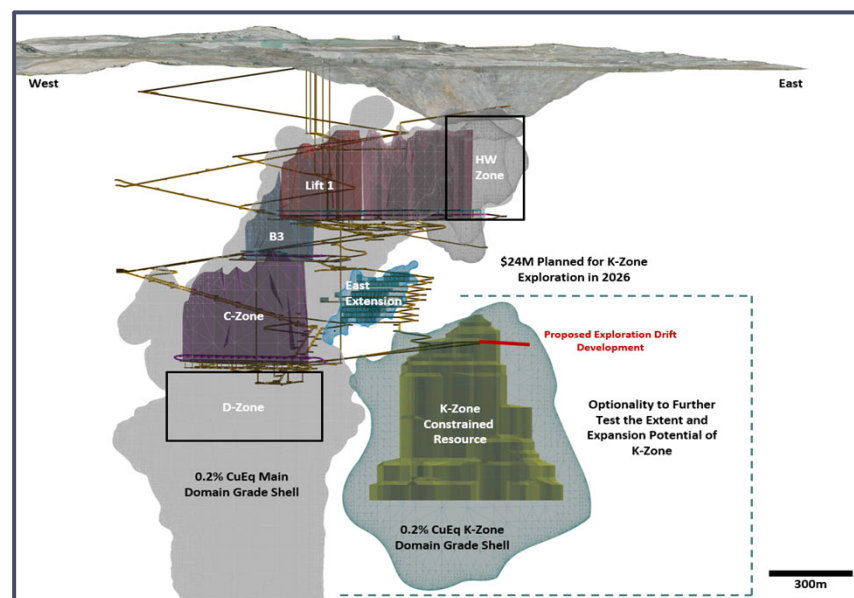 West
East
HW
Zone
Lift 1
B3
$24M Planned for K-Zone
Exploration in 2026
East
Extension
C-Zone
Proposed Exploration Drift
Development
D-Zone
K-Zone
Constrained
Resource
Optionality to Further
Test the Extent and
Expansion Potential of
K-Zone
0.2% CuEq Main
Domain Grade Shell
0.2% CuEq K-Zone
Domain Grade Shell
300m